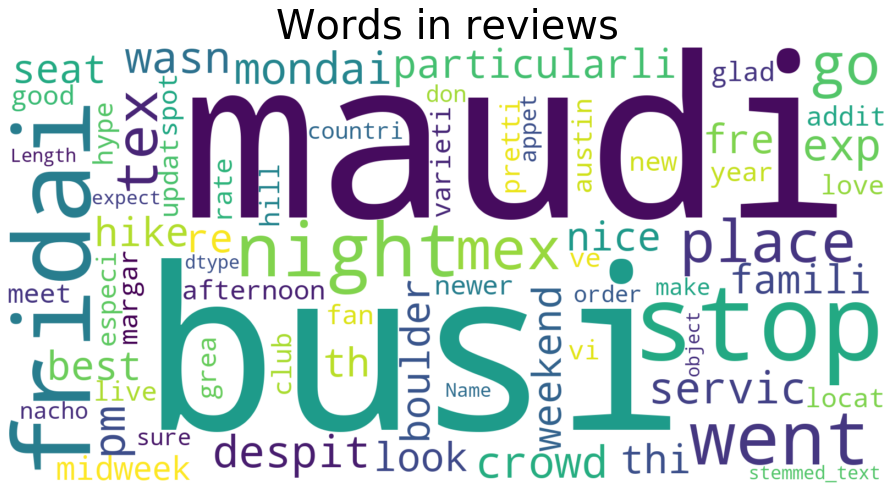 Words in reviews
seat
wasn
mondai
particularli
glad
go
good
hype
Length
tex
updatspot
maudi
countri
don
varieti
pretti
appet
austin
new
fre
addit
exp
year
love
expect
rate
hill
fridai
hike
re
night
mex
nice
place
famili
especi
margar
dtype
afternoon
newer
ve
order
make
object
meet
busi
stop
best
grea
club
fan
th
boulder
Name
weekend
vi
servic
locat
live
nacho
pm
sure
midweek
despit
look
crowd
thi
went
stemmed_text